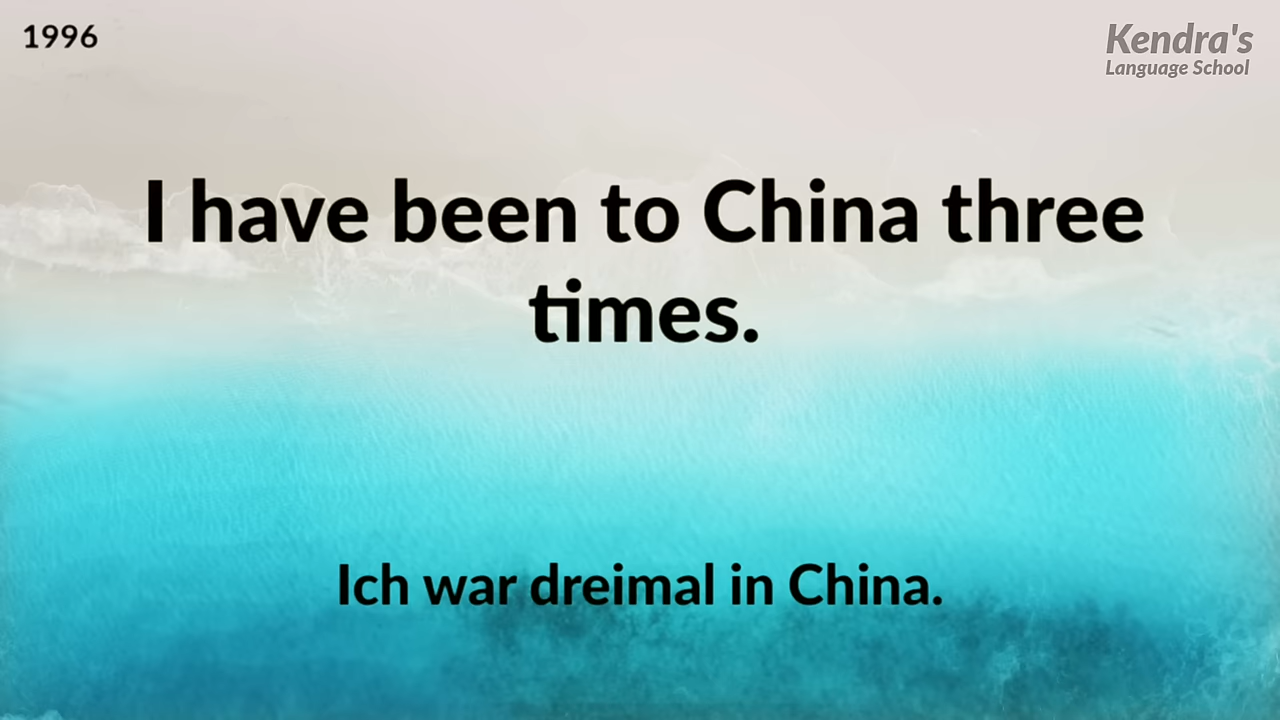 1996
Kendra's
Language School
I have been to China three
times.
Ich war dreimal in China.